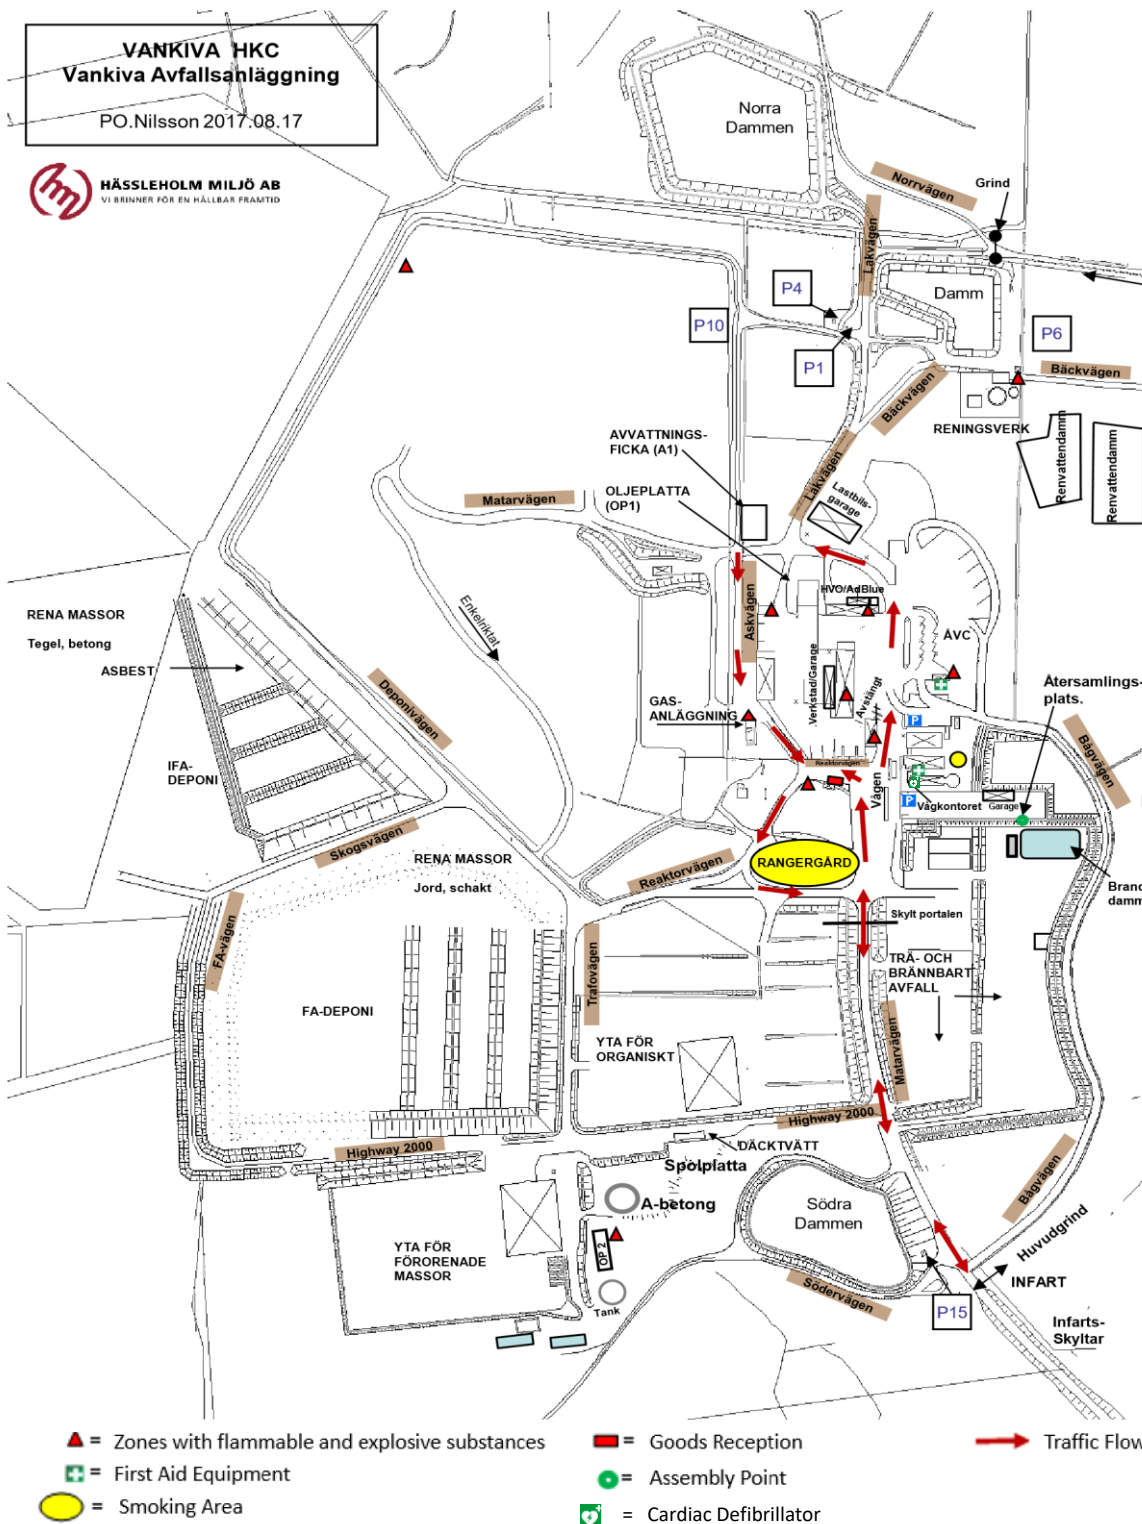 VANKIVA HKC
Vankiva Avfallsanläggning
PO.Nilsson 2017.08.17
HÄSSLEHOLM MILJÖ AB
VI BRINNER FÖR EN HÅLLBAR FRAMTID
Norra
Dammen
Norrvägen
Grind
Lakvägen
P4
Damm
P10
P6
P1
Bäckvägen
Bäckvägen
RENINGSVERK
AVVATTNINGS-
FICKA (A1)
Lakvägen
Renvattendamm
Renvattendamm
OLJEPLATTA
(OP1)
Matarvägen
Lastbils-
garage
HVO/AdBlue
Askvägen
Enkelriktat
RENA MASSOR
Tegel, betong
ASBEST
ÅVC
Verkstad/Garage
Avstängt
Återsamlings-
plats.
Deponivägen
GAS-
ANLÄGGNING
P
Bågvägen
IFA-
DEPONI
Reaktorvägen
Vägen
P
Vågkontoret
Garage
Skogsvägen
RENA MASSOR
Jord, schakt
Reaktorvägen
RANGERGÅRD
Brand
damm
FA-vägen
Skylt portalen
Trafovägen
TRÄ- OCH
BRÄNNBART
AVFALL
FA-DEPONI
YTA FÖR
ORGANISKT
Matarvägen
Highway 2000
Highway 2000
DÄCKTVÄTT
Spolplatta
A-betong
Södra
Dammen
Bågvägen
Huvudgrind
YTA FÖR
FÖRORENADE
MASSOR
OP 2
Tank
Södervägen
INFART
P15
Infarts-
Skyltar
= Zones with flammable and explosive substances
= Goods Reception
Traffic Flow
= First Aid Equipment
= Assembly Point
= Smoking Area
= Cardiac Defibrillator